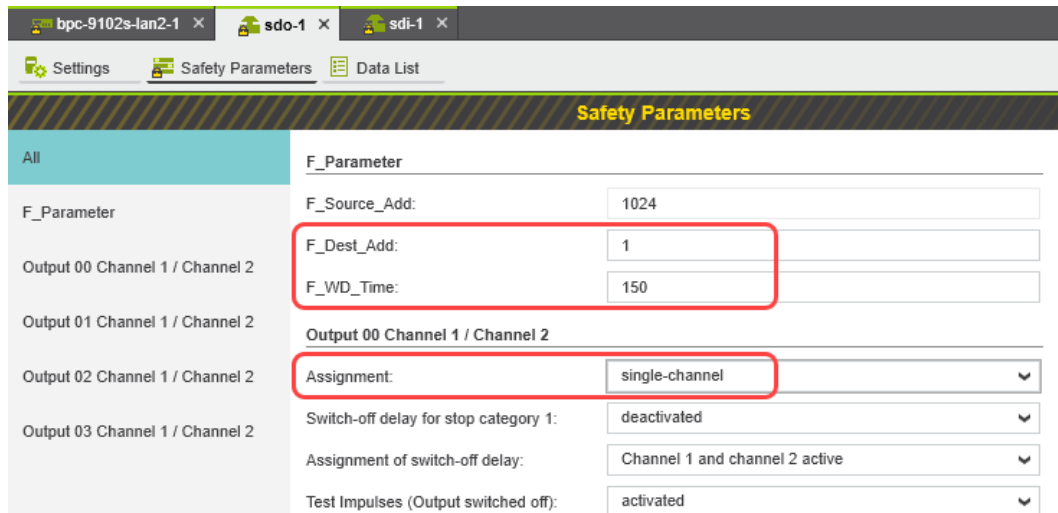 bpc-9102s-lan2-1 × sdo-1 × sdi-1 ×
Settings Safety Parameters Data List
Safety Parameters
All
F_Parameter
Output 00 Channel 1 / Channel 2
Output 01 Channel 1 / Channel 2
Output 02 Channel 1 / Channel 2
Output 03 Channel 1 / Channel 2
F_Parameter
F_Source_Add: 1024
F_Dest_Add: 1
F_WD_Time: 150
Output 00 Channel 1 / Channel 2
Assignment: single-channel
Switch-off delay for stop category 1: deactivated
Assignment of switch-off delay: Channel 1 and channel 2 active
Test Impulses (Output switched off): activated